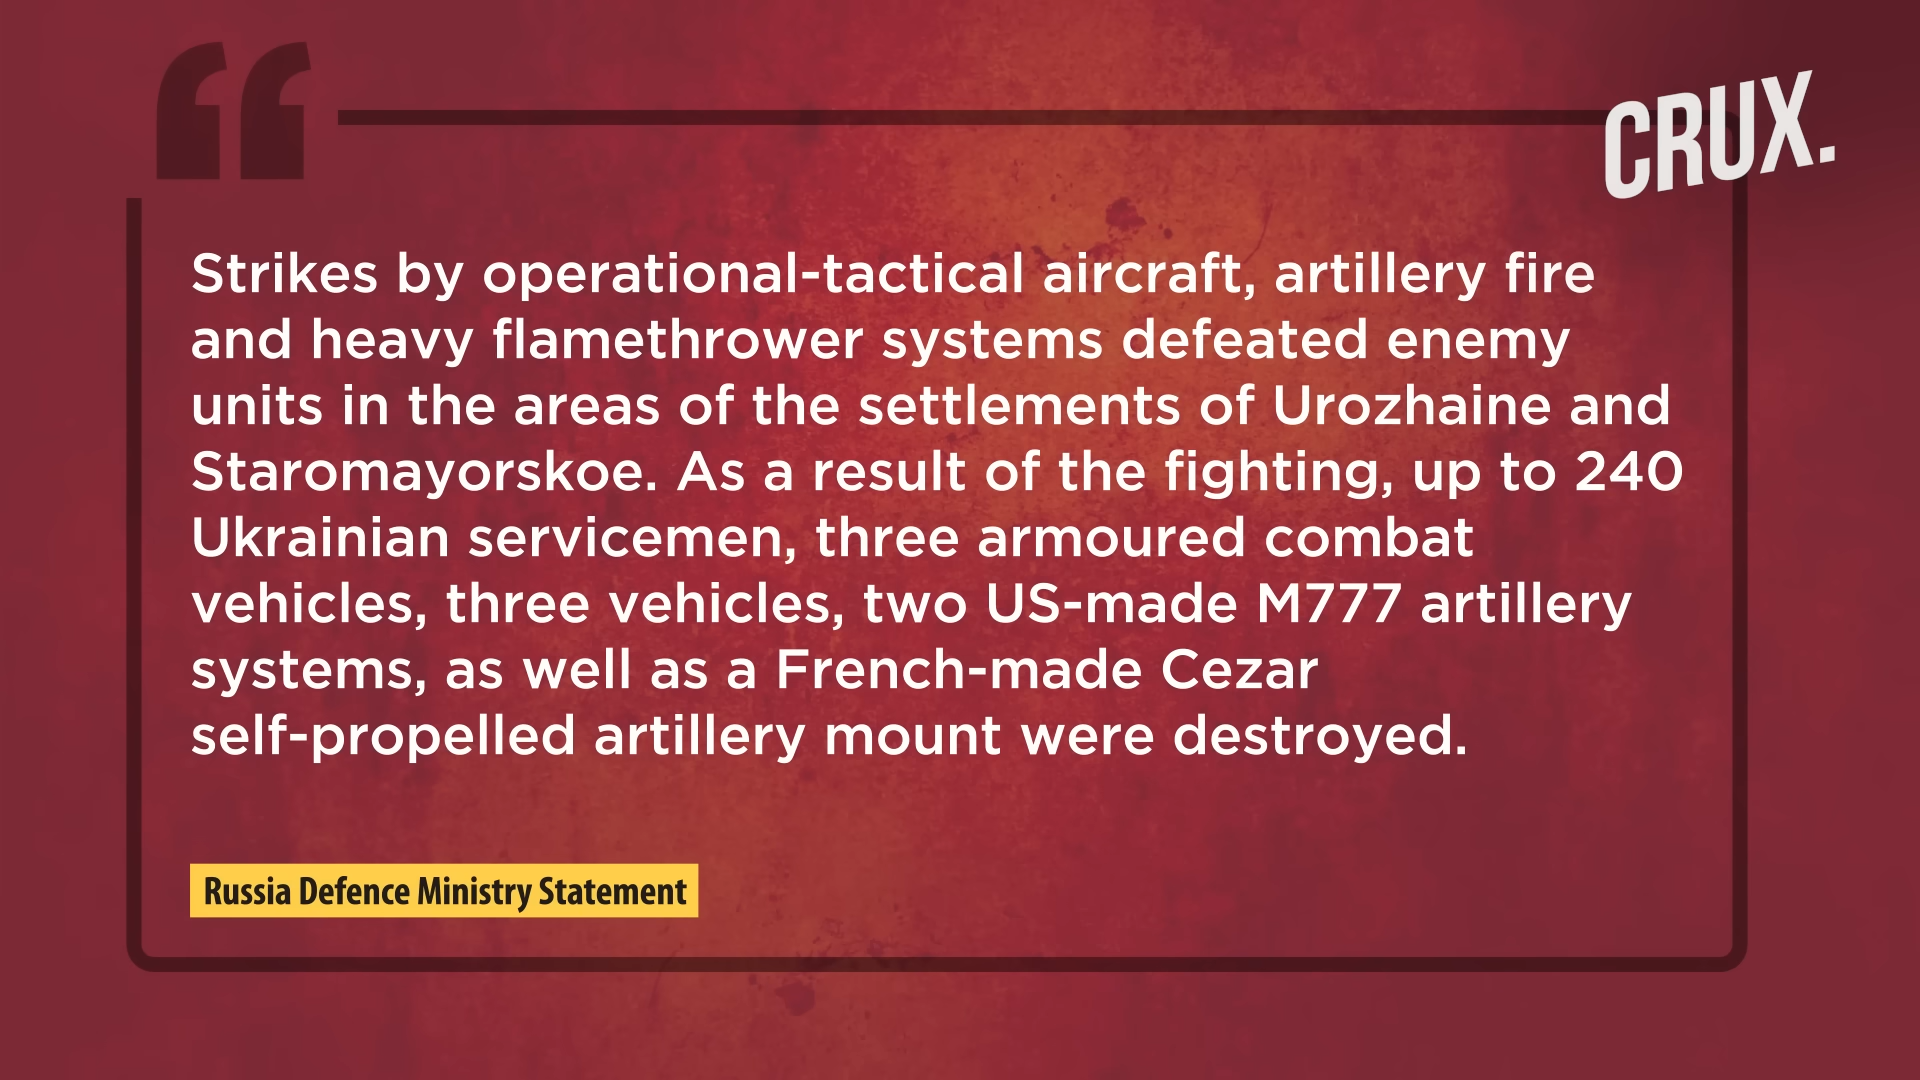 CRUX.
Strikes by operational-tactical aircraft, artillery fire
and heavy flamethrower systems defeated enemy
units in the areas of the settlements of Urozhaine and
Staromayorskoe. As a result of the fighting, up to 240
Ukrainian servicemen, three armoured combat
vehicles, three vehicles, two US-made M777 artillery
systems, as well as a French-made Cezar
self-propelled artillery mount were destroyed.
Russia Defence Ministry Statement